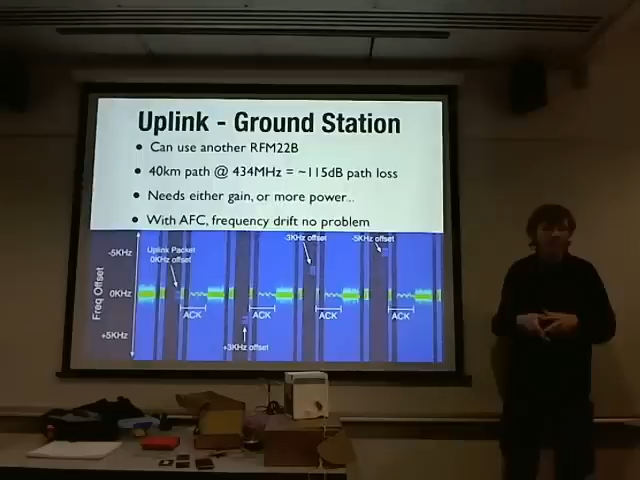 Uplink - Ground Station
• Can use another RFM22B
• 40km path @ 434MHz = ~115dB path loss
• Needs either gain, or more power...
• With AFC, frequency drift no problem
-5KHz
0KHz
+5KHz
Freq Offset
Uplink Packet
0KHz offset
-3KHz offset
-5KHz offset
ACK
ACK
ACK
ACK
+3KHz offset